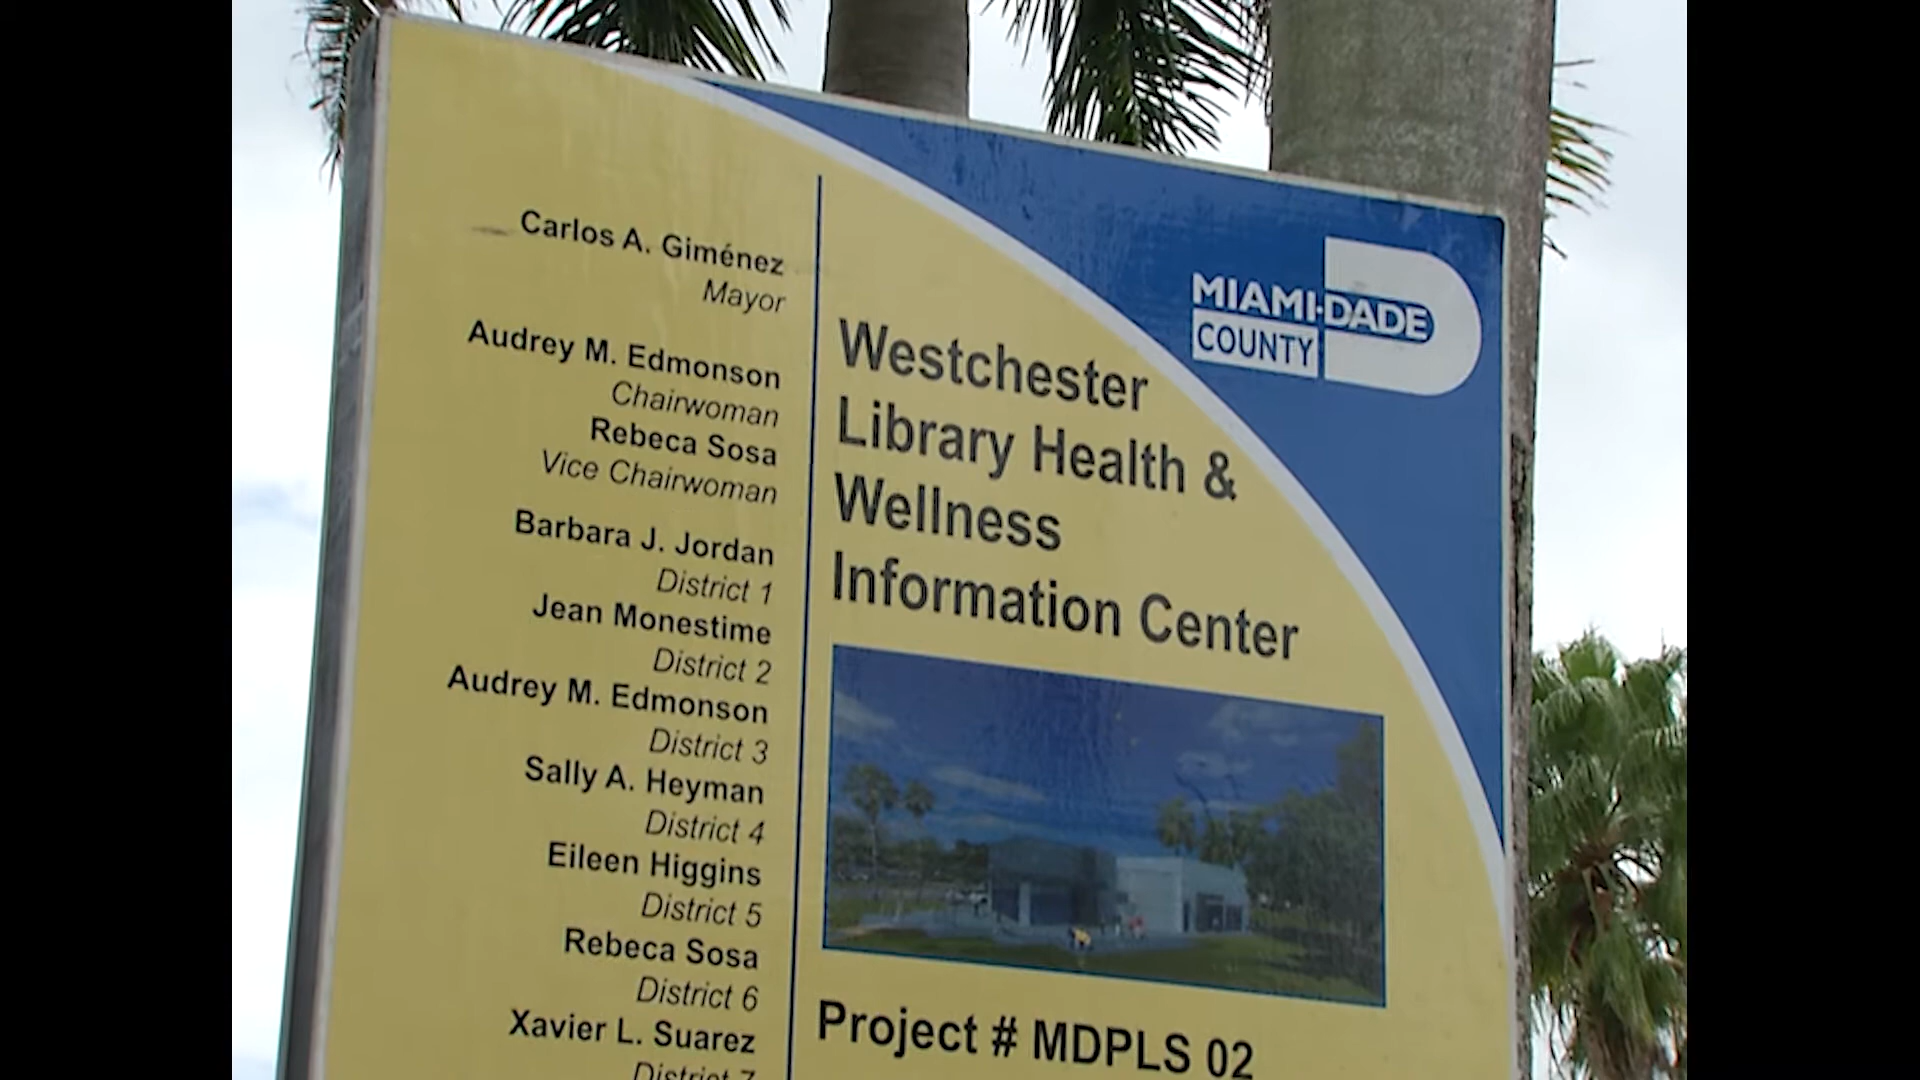 Carlos A. Giménez
Mayor
Audrey M. Edmonson
Chairwoman
Rebeca Sosa
Vice Chairwoman
Barbara J. Jordan
District 1
Jean Monestime
District 2
Audrey M. Edmonson
District 3
Sally A. Heyman
District 4
Eileen Higgins
District 5
Rebeca Sosa
District 6
Xavier L. Suarez
District 7
MIAMI-DADE
COUNTY
Westchester
Library Health &
Wellness
Information Center
Project # MDPLS 02